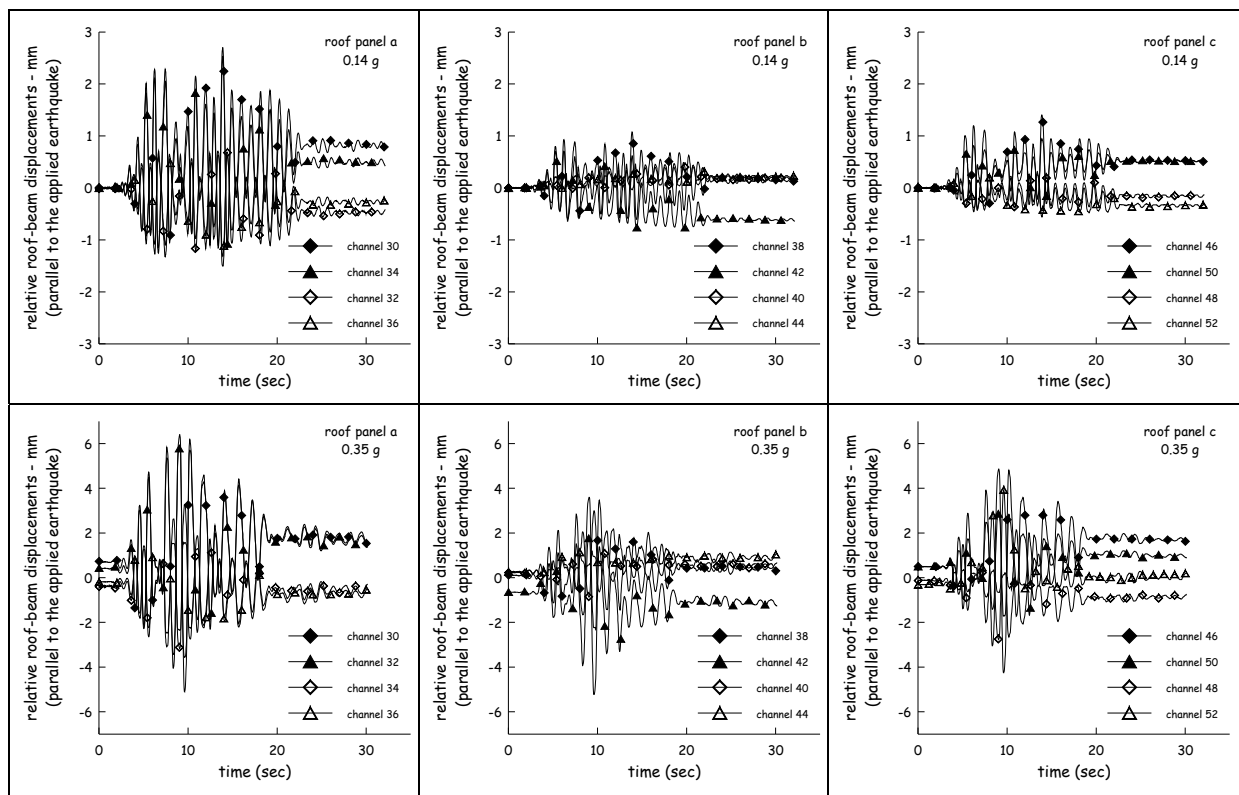 relative roof-beam displacements - mm
(parallel to the applied earthquake)
3
2
1
0
-1
-2
-3
roof panel a
0.14 g
channel 30
channel 34
channel 32
channel 36
0 10 20 30
time (sec)
relative roof-beam displacements - mm
(parallel to the applied earthquake)
3
2
1
0
-1
-2
-3
roof panel b
0.14 g
channel 38
channel 42
channel 40
channel 44
0 10 20 30
time (sec)
relative roof-beam displacements - mm
(parallel to the applied earthquake)
3
2
1
0
-1
-2
-3
roof panel c
0.14 g
channel 46
channel 50
channel 48
channel 52
0 10 20 30
time (sec)
relative roof-beam displacements - mm
(parallel to the applied earthquake)
6
4
2
0
-2
-4
-6
roof panel a
0.35 g
channel 30
channel 32
channel 34
channel 36
0 10 20 30
time (sec)
relative roof-beam displacements - mm
(parallel to the applied earthquake)
6
4
2
0
-2
-4
-6
roof panel b
0.35 g
channel 38
channel 42
channel 40
channel 44
0 10 20 30
time (sec)
relative roof-beam displacements - mm
(parallel to the applied earthquake)
6
4
2
0
-2
-4
-6
roof panel c
0.35 g
channel 46
channel 50
channel 48
channel 52
0 10 20 30
time (sec)